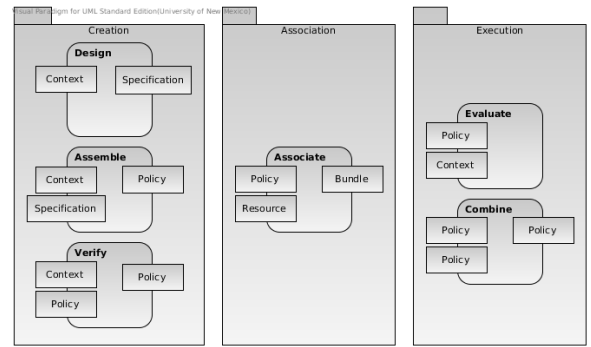 Visual Paradigm for UML Standard Edition(University of New Mexico)
Creation
Design
Context
Specification
Assemble
Context
Policy
Specification
Verify
Context
Policy
Policy
Association
Associate
Policy
Bundle
Resource
Execution
Evaluate
Policy
Context
Combine
Policy
Policy
Policy